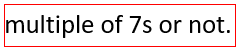 multiple of 7s or not.